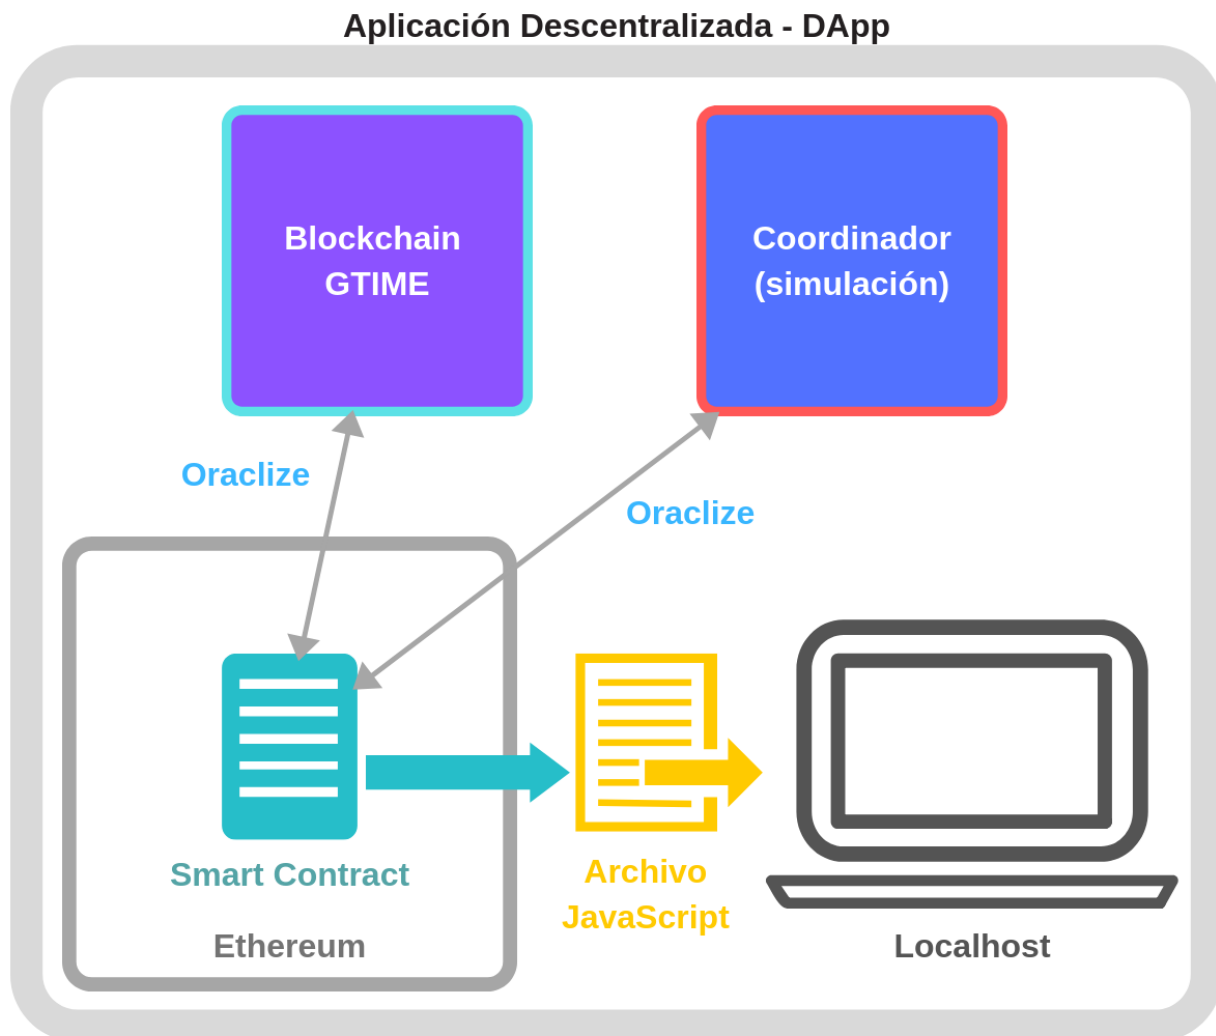 Aplicación Descentralizada - DApp
Blockchain
GTIME
Coordinador
(simulación)
Oraclize
Oraclize
Smart Contract
Ethereum
Archivo
JavaScript
Localhost